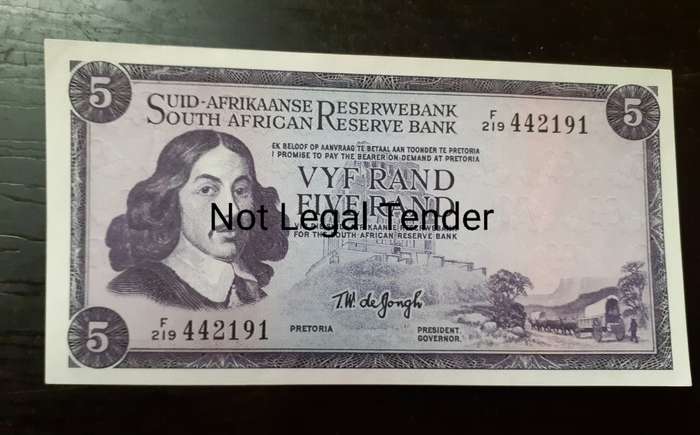 5
SUID-AFRIKAANSE RESERWEBANK
SOUTH AFRICAN RESERVE BANK
F/219 442191
5
EK BELOOF OP AANVRAAG TE BETAAL AAN TOONDER TE PRETORIA
I PROMISE TO PAY THE BEARER ON DEMAND AT PRETORIA
VYF RAND
FIVE RAND
Not Legal Tender
AFRIKAANSE RESERWEBANK
FOR THE SOUTH AFRICAN RESERVE BANK
T.W. de Jongh
5
F/219 442191
PRETORIA
PRESIDENT.
GOVERNOR.